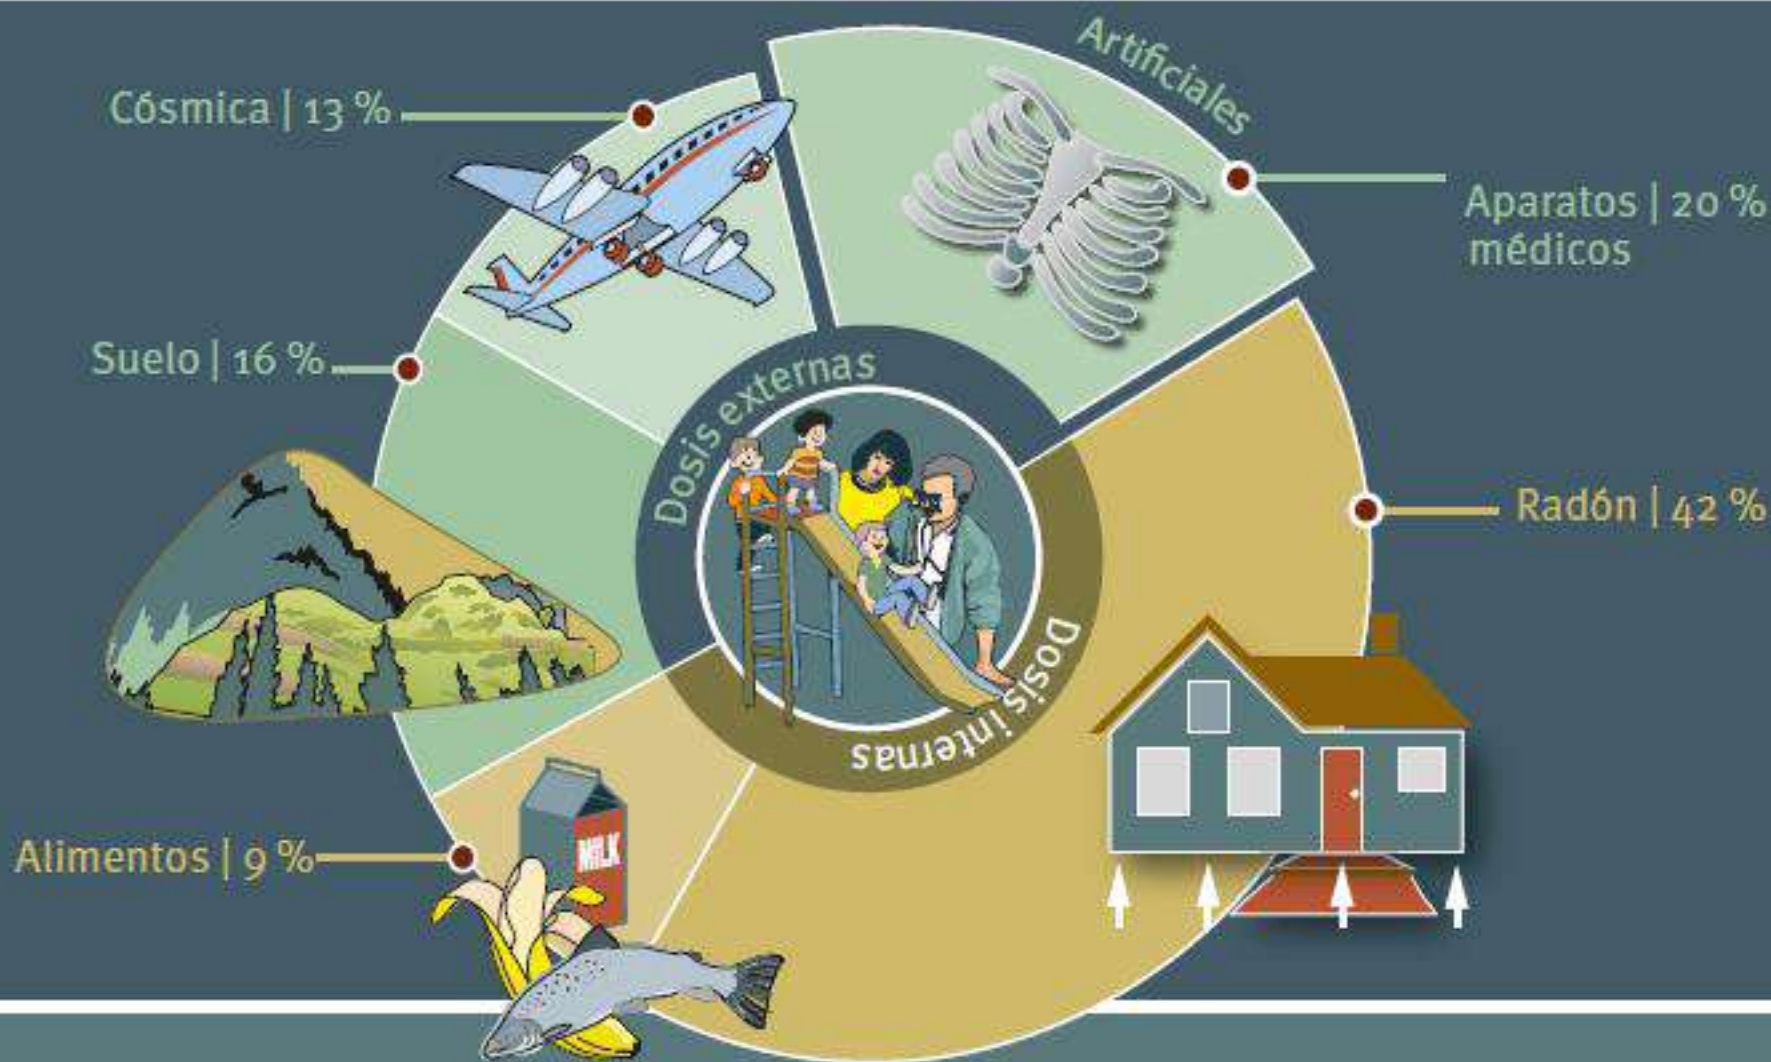 Artificiales
Cósmica | 13 %
Aparatos | 20 %
médicos
Suelo | 16 %
Dosis externas
Radón | 42 %
Dosis internas
MILK
Alimentos | 9 %